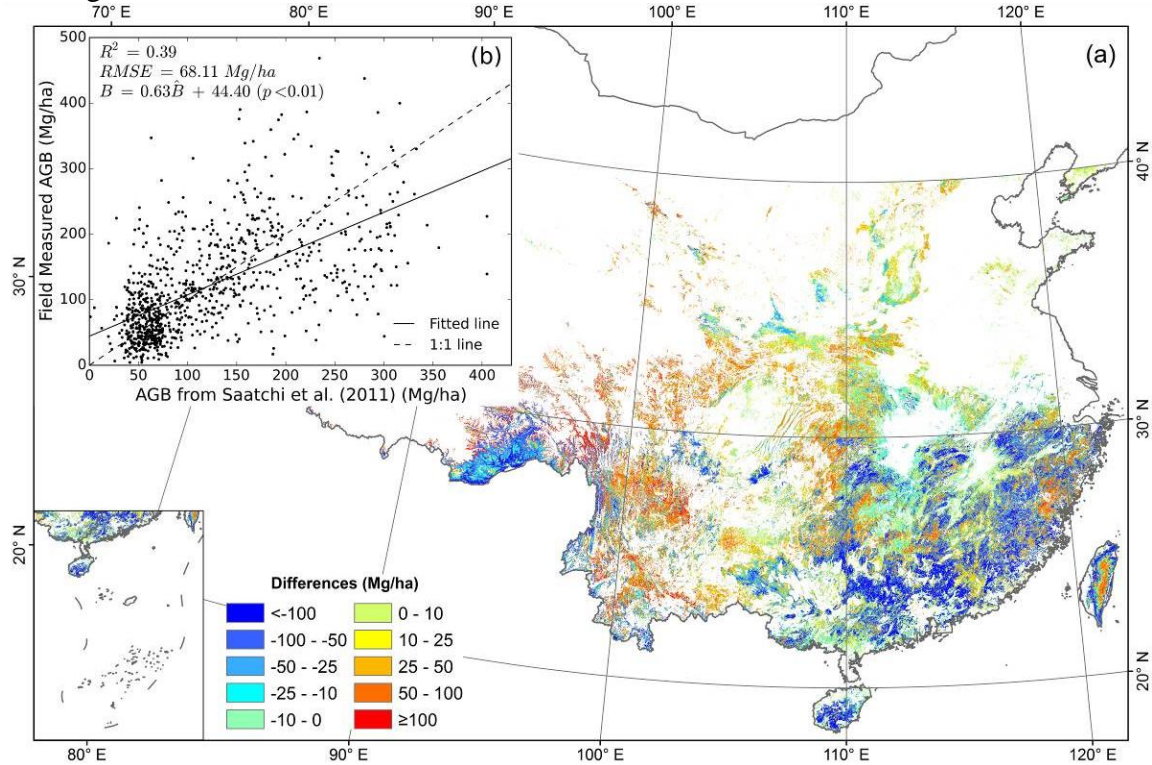 70° E 80° E 90° E 100° E 110° E 120° E
(a)
(b)
R² = 0.39
RMSE = 68.11 Mg/ha
B = 0.63B̂ + 44.40 (p<0.01)
Field Measured AGB (Mg/ha)
500
400
300
200
100
0
0 50 100 150 200 250 300 350 400
AGB from Saatchi et al. (2011) (Mg/ha)
Fitted line
1:1 line
30° N
20° N
40° N
30° N
20° N
Differences (Mg/ha)
<-100 0 - 10
-100 - -50 10 - 25
-50 - -25 25 - 50
-25 - -10 50 - 100
-10 - 0 ≥100
80° E 90° E 100° E 110° E 120° E